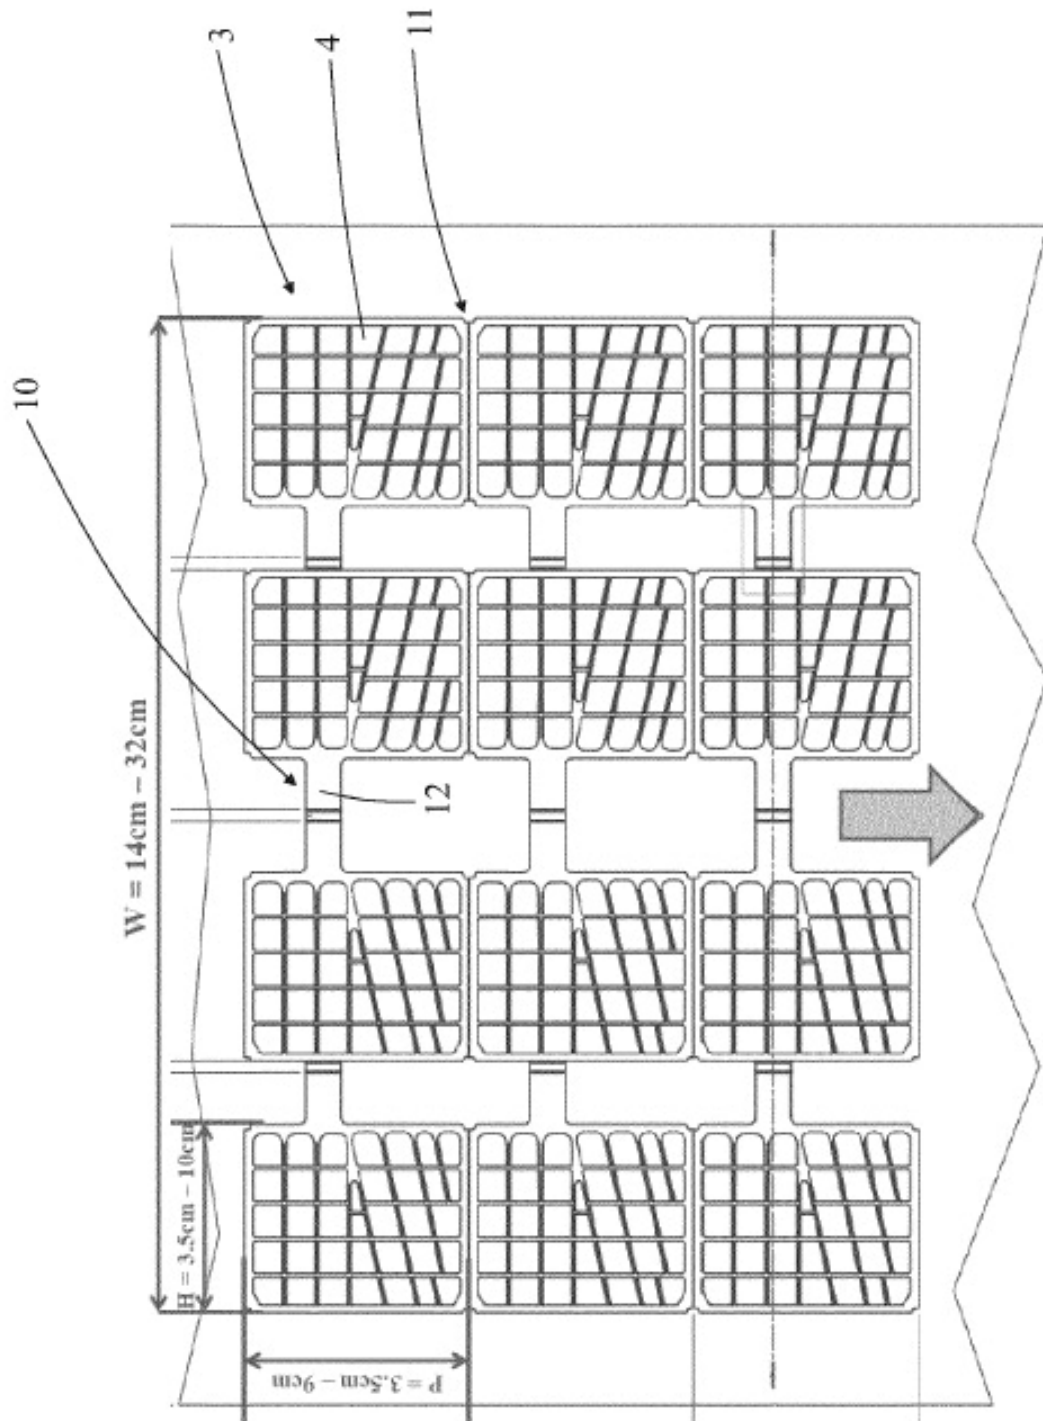 3
4
11
10
12
W = 14cm – 32cm
H = 3.5cm – 10cm
P = 3.5cm – 9cm